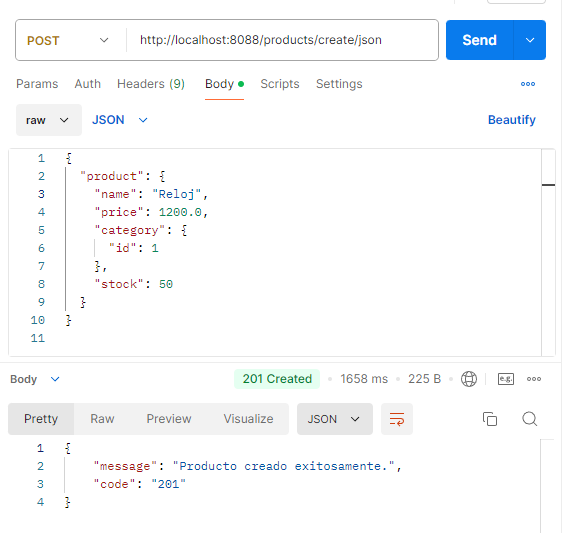 POST http://localhost:8088/products/create/json Send
Params Auth Headers (9) Body Scripts Settings
raw JSON Beautify
1 {
2 "product": {
3 "name": "Reloj",
4 "price": 1200.0,
5 "category": {
6 "id": 1
7 },
8 "stock": 50
9 }
10 }
11
Body 201 Created 1658 ms 225 B e.g.
Pretty Raw Preview Visualize JSON
1 {
2 "message": "Producto creado exitosamente.",
3 "code": "201"
4 }